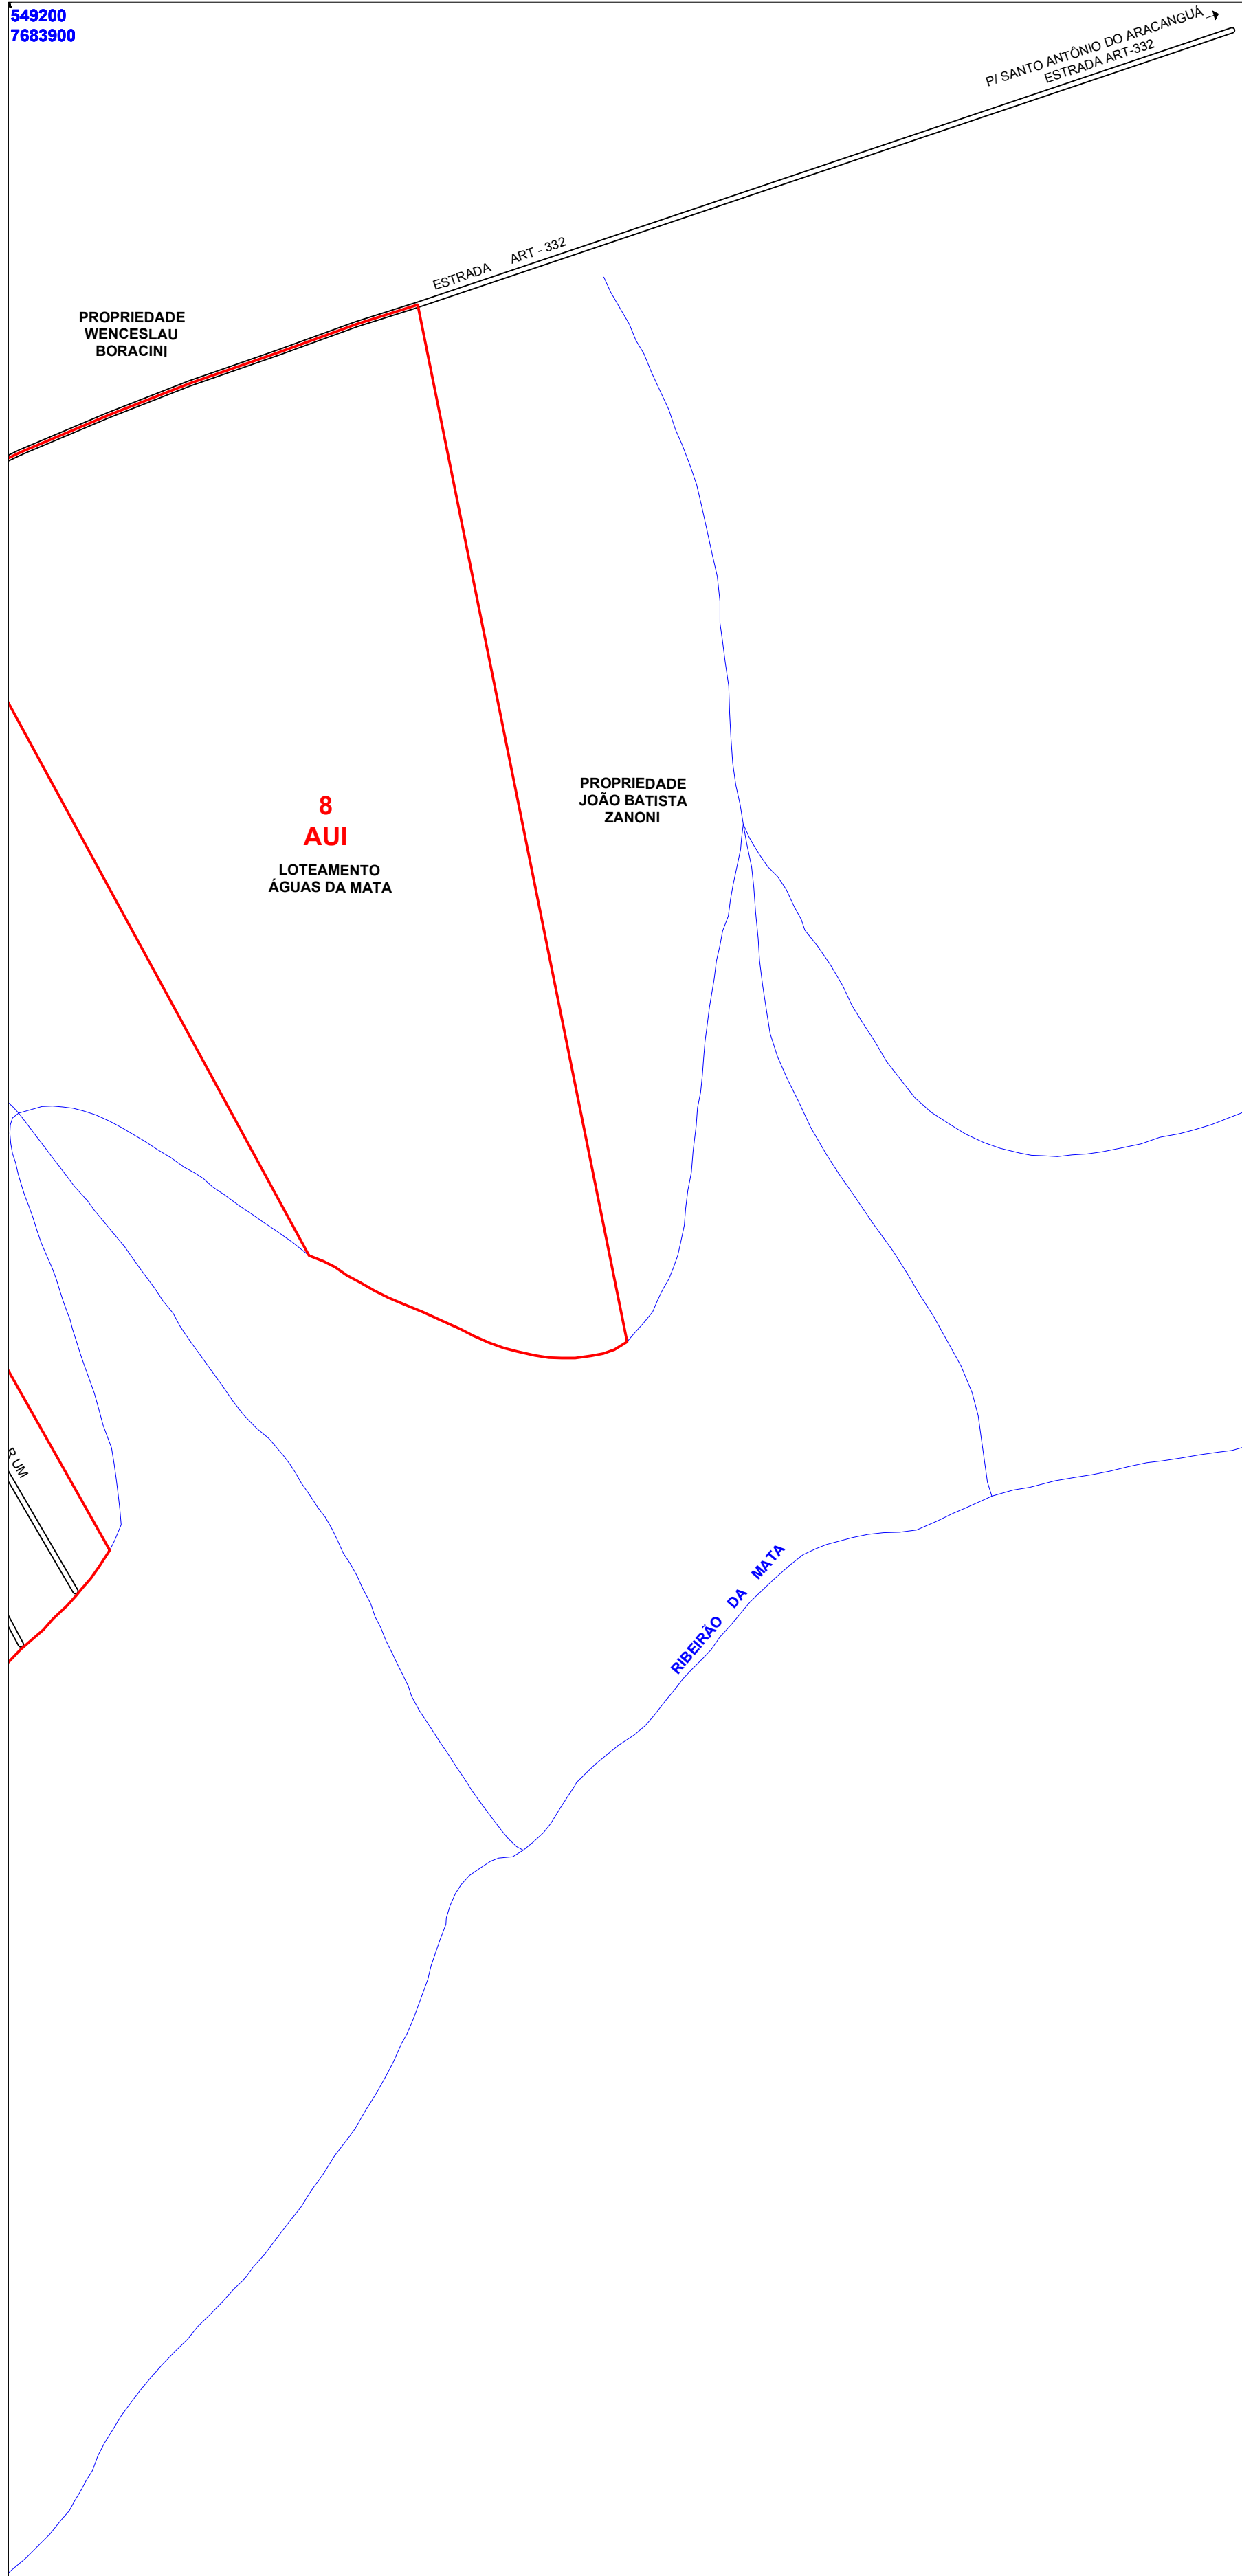 549200
7683900
P/ SANTO ANTÔNIO DO ARACANGUÁ
ESTRADA ART-332
ESTRADA ART - 332
PROPRIEDADE
WENCESLAU
BORACINI
PROPRIEDADE
JOÃO BATISTA
ZANONI
8
AUI
LOTEAMENTO
ÁGUAS DA MATA
R UM
RIBEIRÃO DA MATA